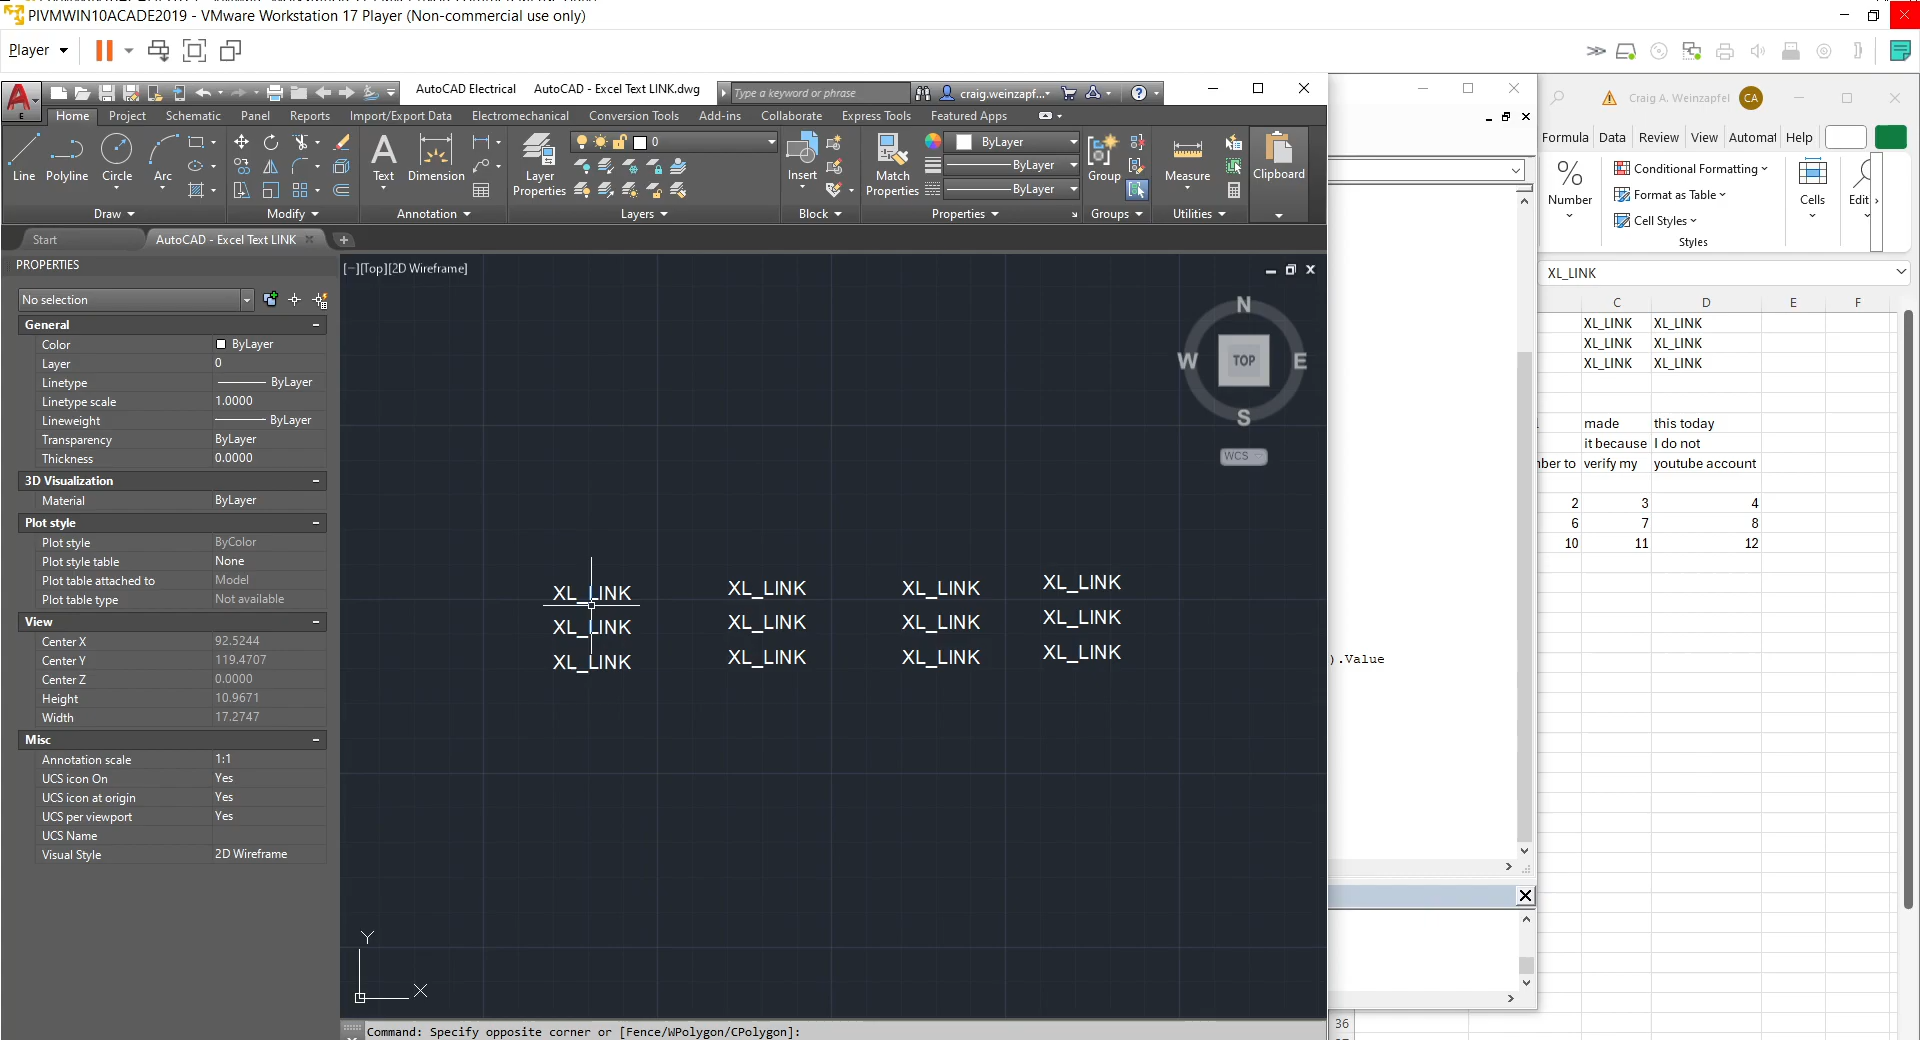 PIVMWIN10ACADE2019 - VMware Workstation 17 Player (Non-commercial use only)
Player
AutoCAD Electrical AutoCAD - Excel Text LINK.dwg
Type a keyword or phrase
craig.weinzapf...
Home Project Schematic Panel Reports Import/Export Data Electromechanical Conversion Tools Add-ins Collaborate Express Tools Featured Apps
Line Polyline Circle Arc
Draw
Modify
Text Dimension
Annotation
Layer Properties
0
Layers
Insert
Block
Match Properties
ByLayer
ByLayer
ByLayer
Properties
Group
Groups
Measure
Utilities
Clipboard
Start AutoCAD - Excel Text LINK
PROPERTIES
No selection
General
Color ByLayer
Layer 0
Linetype ByLayer
Linetype scale 1.0000
Lineweight ByLayer
Transparency ByLayer
Thickness 0.0000
3D Visualization
Material ByLayer
Plot style
Plot style ByColor
Plot style table None
Plot table attached to Model
Plot table type Not available
View
Center X 92.5244
Center Y 119.4707
Center Z 0.0000
Height 10.9671
Width 17.2747
Misc
Annotation scale 1:1
UCS icon On Yes
UCS icon at origin Yes
UCS per viewport Yes
UCS Name
Visual Style 2D Wireframe
[−][Top][2D Wireframe]
N
W TOP E
S
WCS
XL_LINK XL_LINK XL_LINK XL_LINK
XL_LINK XL_LINK XL_LINK XL_LINK
XL_LINK XL_LINK XL_LINK XL_LINK
Y
X
Command: Specify opposite corner or [Fence/WPolygon/CPolygon]:
).Value
36
Craig A. Weinzapfel CA
Formula Data Review View Automat Help
Number
Conditional Formatting
Format as Table
Cell Styles
Styles
Cells
Edit
XL_LINK
C D E F
XL_LINK XL_LINK
XL_LINK XL_LINK
XL_LINK XL_LINK
made this today
it because I do not
ber to verify my youtube account
2 3 4
6 7 8
10 11 12